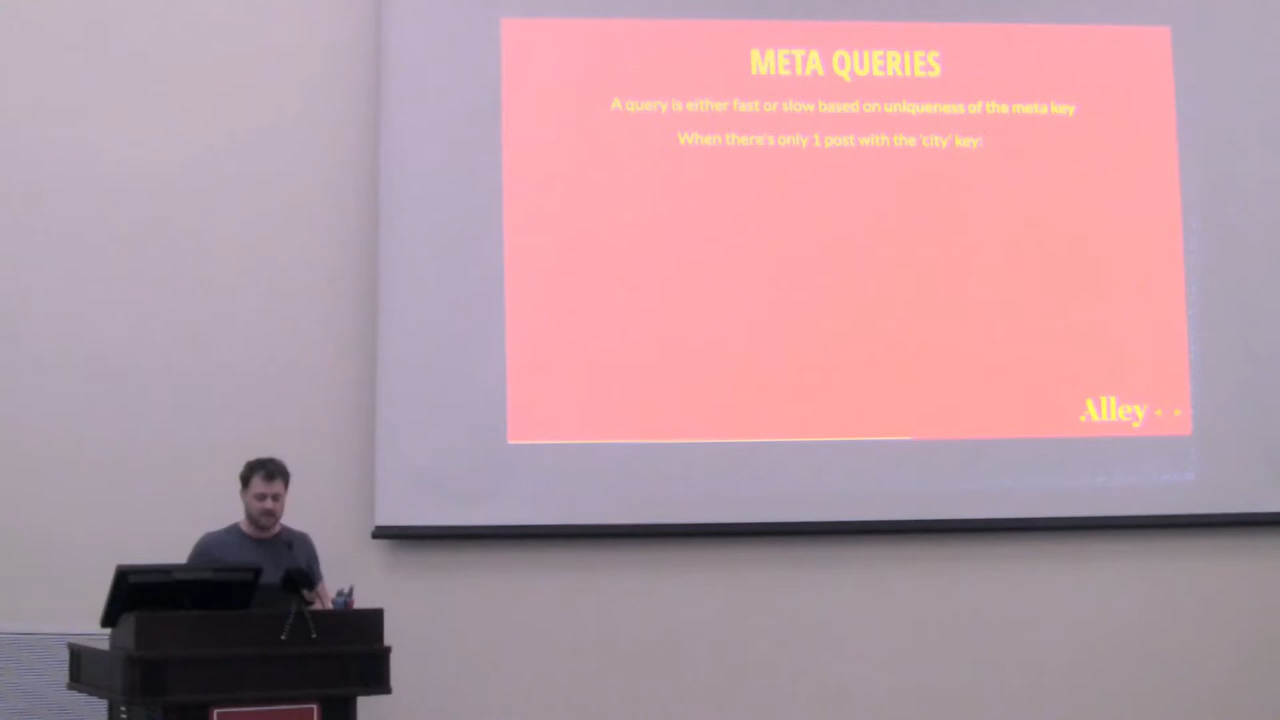 META QUERIES
A query is either fast or slow based on uniqueness of the meta key
When there's only 1 post with the 'city' key:
Alley